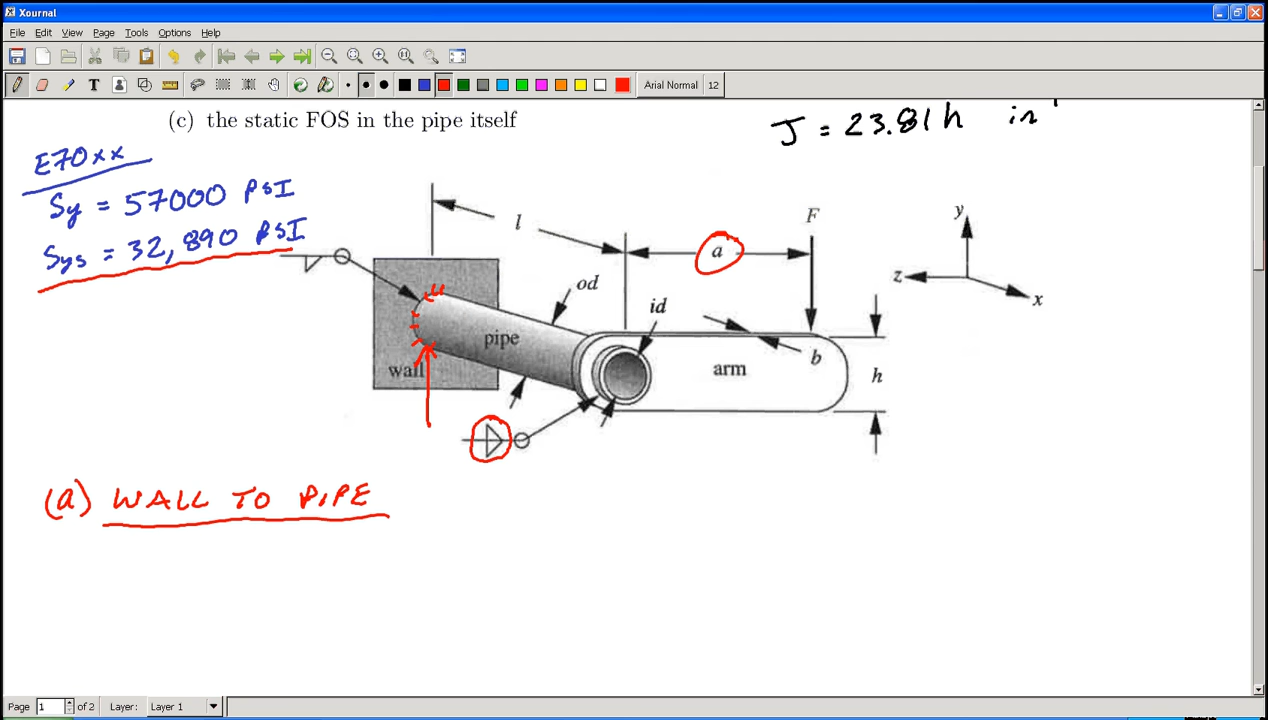 Xournal
File Edit View Page Tools Options Help
Arial Normal 12
(c) the static FOS in the pipe itself
J = 23.81 h in
E70xx
Sy = 57000 PSI
Sys = 32,890 PSI
l
F
a
y
z
x
od
id
pipe
b
wall
arm
h
(a) WALL TO PIPE
Page 1 of 2 Layer: Layer 1